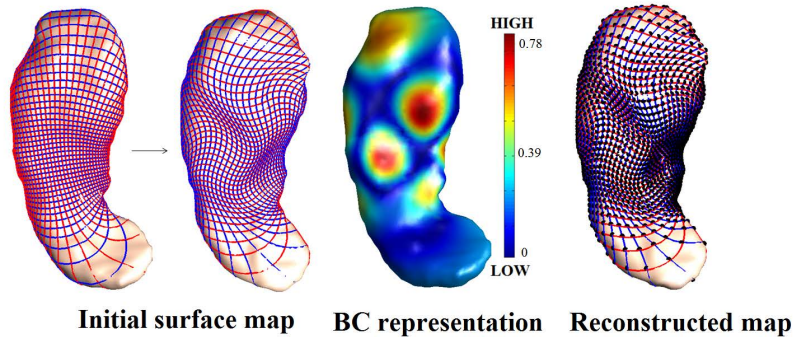 HIGH
0.78
0.39
0
LOW
Initial surface map
BC representation
Reconstructed map